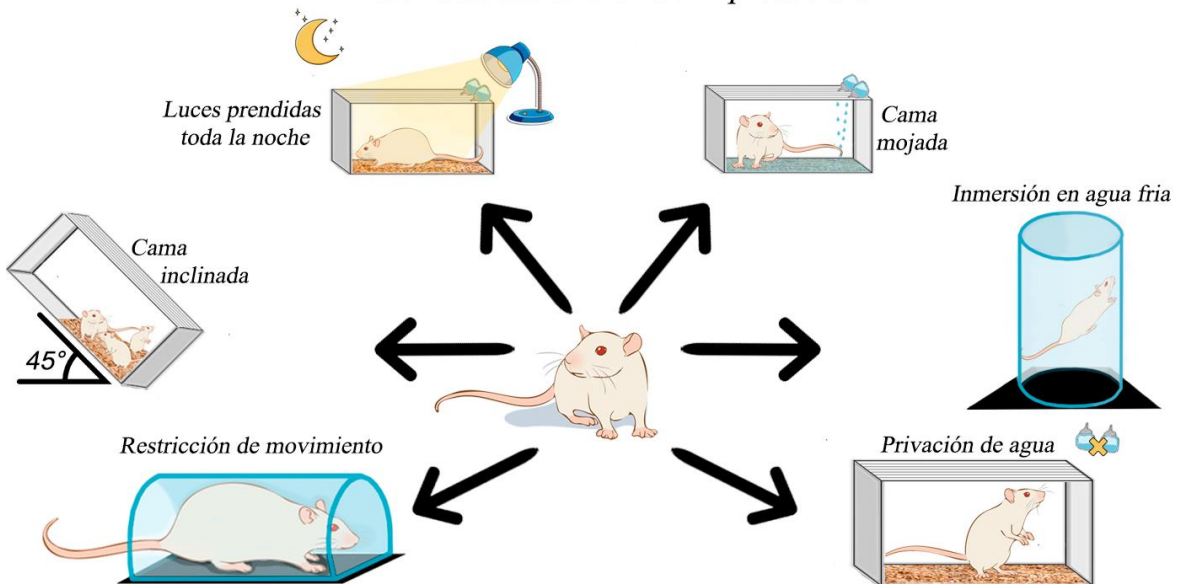 Luces prendidas
toda la noche
Cama
mojada
Inmersión en agua fria
Cama
inclinada
45°
Restricción de movimiento
Privación de agua